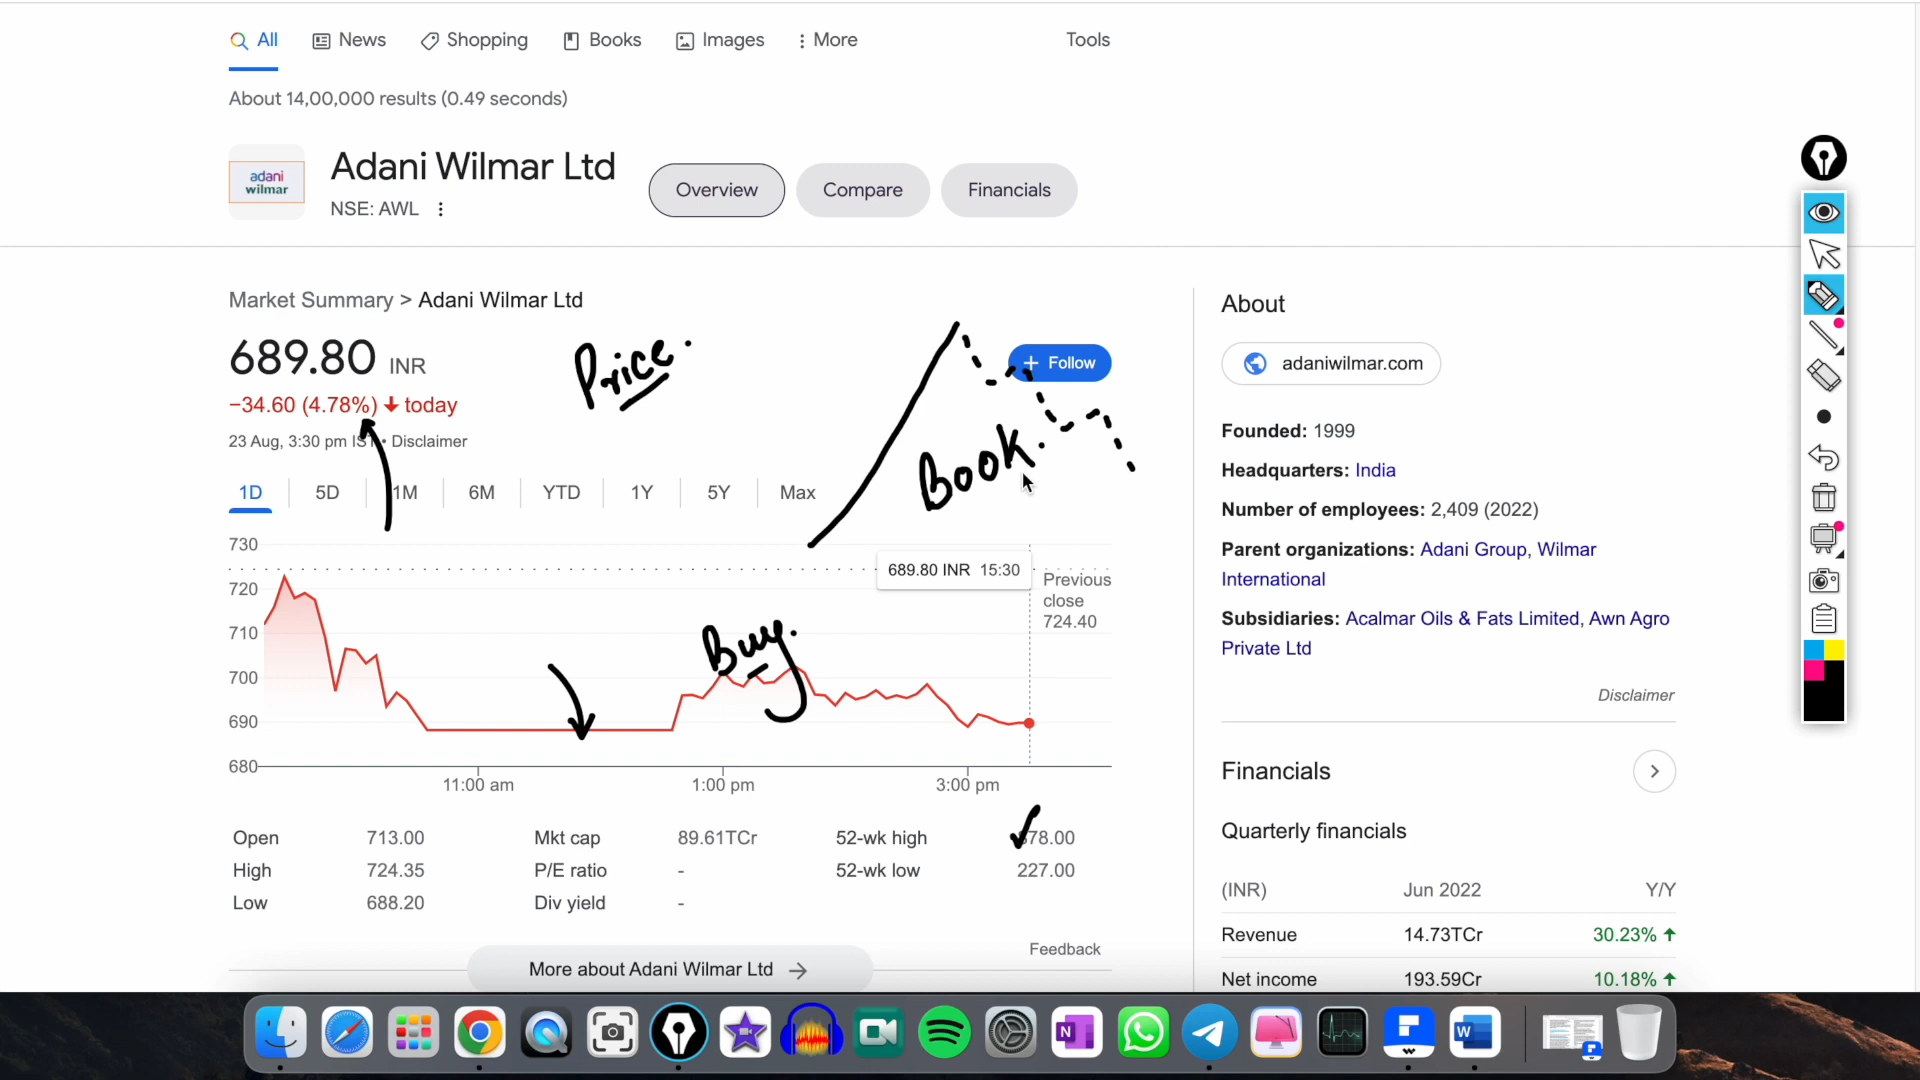 All News Shopping Books Images More Tools
About 14,00,000 results (0.49 seconds)
adani
wilmar
Adani Wilmar Ltd
NSE: AWL
Overview Compare Financials
Market Summary > Adani Wilmar Ltd
689.80 INR
−34.60 (4.78%) today
23 Aug, 3:30 pm • Disclaimer
Price.
+ Follow
Book.
1D 5D 1M 6M YTD 1Y 5Y Max
730
720
710
700
690
680
689.80 INR 15:30
Previous
close
724.40
Buy.
11:00 am 1:00 pm 3:00 pm
Open 713.00 Mkt cap 89.61TCr 52-wk high 78.00
High 724.35 P/E ratio - 52-wk low 227.00
Low 688.20 Div yield -
Feedback
More about Adani Wilmar Ltd
About
adaniwilmar.com
Founded: 1999
Headquarters: India
Number of employees: 2,409 (2022)
Parent organizations: Adani Group, Wilmar
International
Subsidiaries: Acalmar Oils & Fats Limited, Awn Agro
Private Ltd
Disclaimer
Financials
Quarterly financials
(INR) Jun 2022 Y/Y
Revenue 14.73TCr 30.23%
Net income 193.59Cr 10.18%
N
W